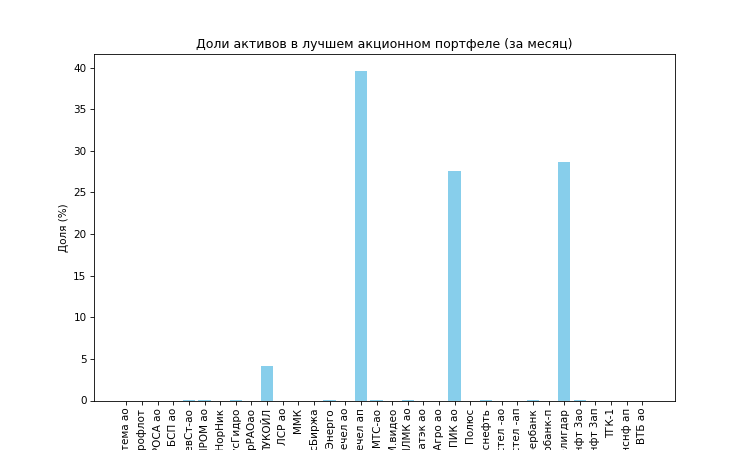 Доли активов в лучшем акционном портфеле (за месяц)
Доля (%)
40
35
30
25
20
15
10
5
0
тема ао
рофлот
РОСА ао
БСП ао
евСт-ао
ПРОМ ао
НорНик
сГидро
рРАОао
ЛУКОЙЛ
ЛСР ао
ММК
сБиржа
Энерго
ечел ао
ечел ап
МТС-ао
М.видео
ЛМК ао
атэк ао
Агро ао
ПИК ао
Полюс
снефть
стел -ао
стел -ап
ербанк
рбанк-п
лигдар
нфт 3ао
нфт 3ап
ТГК-1
нснф ап
ВТБ ао